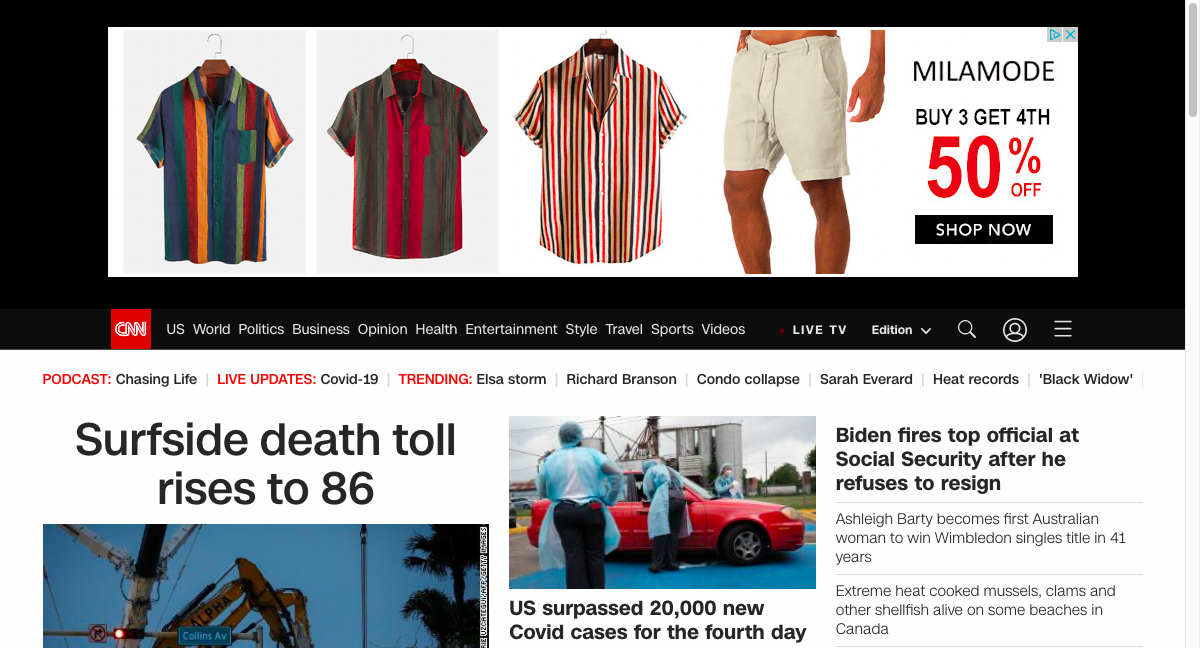 MILAMODE
BUY 3 GET 4TH
50%
OFF
SHOP NOW
CNN
US World Politics Business Opinion Health Entertainment Style Travel Sports Videos
LIVE TV
Edition
PODCAST: Chasing Life
LIVE UPDATES: Covid-19
TRENDING: Elsa storm
Richard Branson
Condo collapse
Sarah Everard
Heat records
'Black Widow'
Surfside death toll
rises to 86
ALPHA
Collins Av
UZCATEGUI/AFP/GETTY IMAGES
US surpassed 20,000 new
Covid cases for the fourth day
Biden fires top official at
Social Security after he
refuses to resign
Ashleigh Barty becomes first Australian
woman to win Wimbledon singles title in 41
years
Extreme heat cooked mussels, clams and
other shellfish alive on some beaches in
Canada